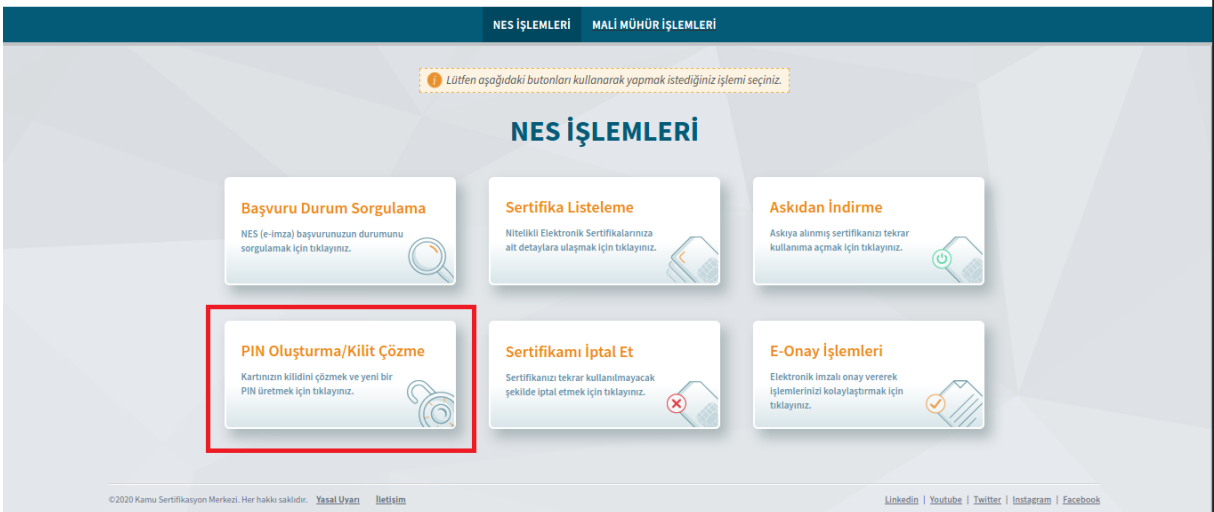 NES İŞLEMLERİ MALİ MÜHÜR İŞLEMLERİ
Lütfen aşağıdaki butonları kullanarak yapmak istediğiniz işlemi seçiniz.
NES İŞLEMLERİ
Başvuru Durum Sorgulama
NES (e-imza) başvurunuzun durumunu
sorgulamak için tıklayınız.
Sertifika Listeleme
Nitelikli Elektronik Sertifikalarınıza
ait detaylara ulaşmak için tıklayınız.
Askıdan İndirme
Askıya alınmış sertifikanızı tekrar
kullanıma açmak için tıklayınız.
PIN Oluşturma/Kilit Çözme
Kartınızın kilidini çözmek ve yeni bir
PIN üretmek için tıklayınız.
Sertifikamı İptal Et
Sertifikanızı tekrar kullanılmayacak
şekilde iptal etmek için tıklayınız.
E-Onay İşlemleri
Elektronik imzalı onay vererek
işlemlerinizi kolaylaştırmak için
tıklayınız.
©2020 Kamu Sertifikasyon Merkezi. Her hakkı saklıdır. Yasal Uyarı İletişim
Linkedin | Youtube | Twitter | Instagram | Facebook